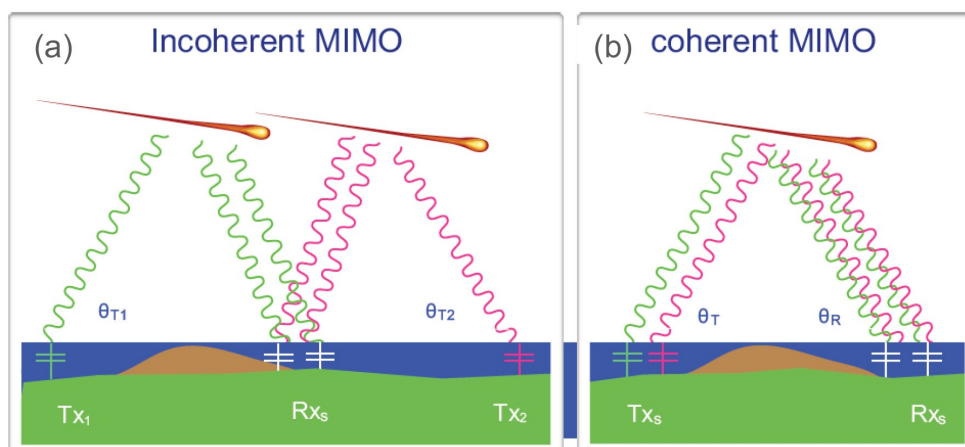 (a) Incoherent MIMO
θT1
θT2
Tx1
Rxs
Tx2
(b) coherent MIMO
θT
θR
Txs
Rxs